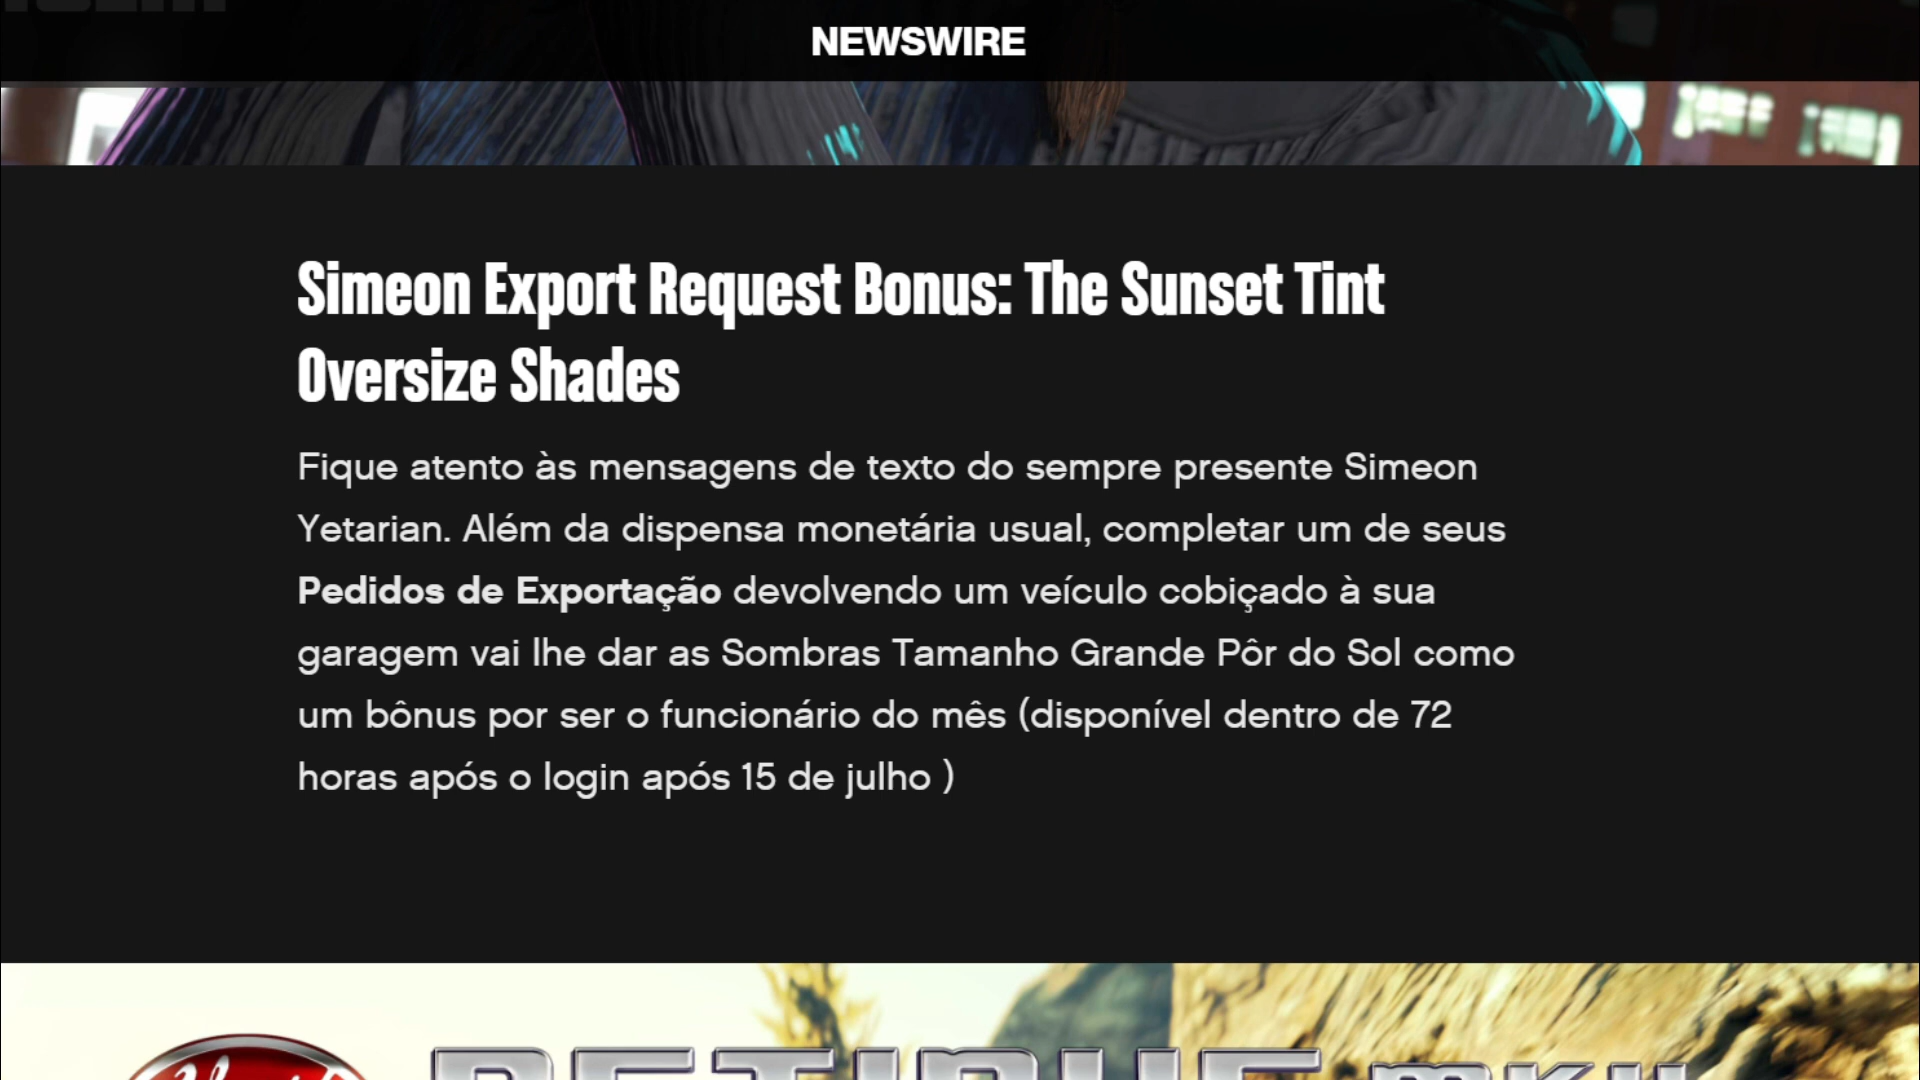 NEWSWIRE
Simeon Export Request Bonus: The Sunset Tint
Oversize Shades
Fique atento às mensagens de texto do sempre presente Simeon
Yetarian. Além da dispensa monetária usual, completar um de seus
Pedidos de Exportação devolvendo um veículo cobiçado à sua
garagem vai lhe dar as Sombras Tamanho Grande Pôr do Sol como
um bônus por ser o funcionário do mês (disponível dentro de 72
horas após o login após 15 de julho )